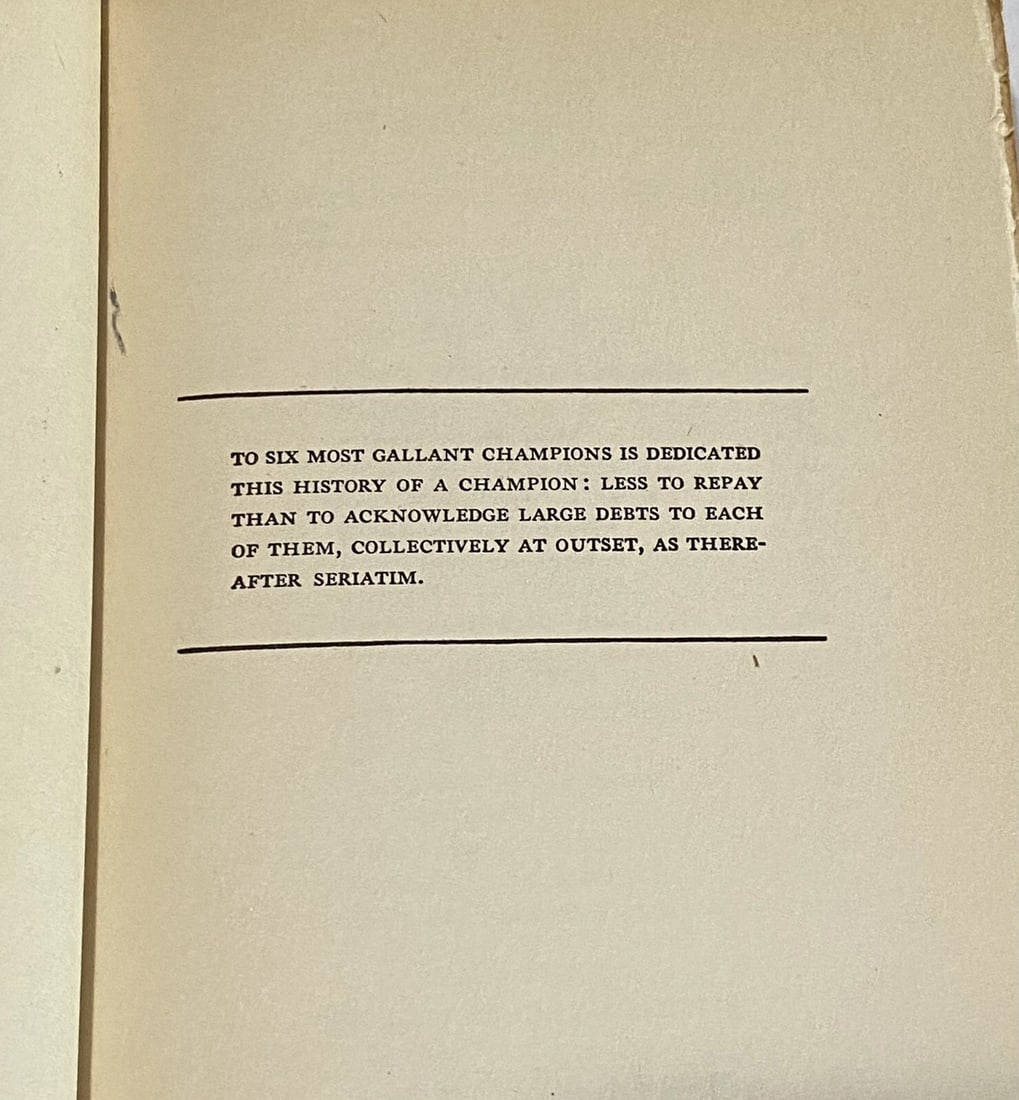 TO SIX MOST GALLANT CHAMPIONS IS DEDICATED
THIS HISTORY OF A CHAMPION: LESS TO REPAY
THAN TO ACKNOWLEDGE LARGE DEBTS TO EACH
OF THEM, COLLECTIVELY AT OUTSET, AS THERE-
AFTER SERIATIM.